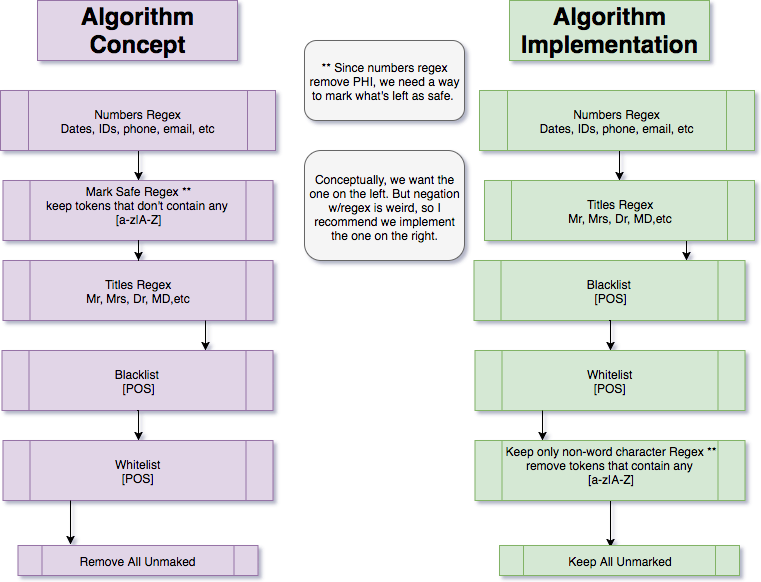 Algorithm
Concept
Numbers Regex
Dates, IDs, phone, email, etc
Mark Safe Regex **
keep tokens that don't contain any
[a-z|A-Z]
Titles Regex
Mr, Mrs, Dr, MD,etc
Blacklist
[POS]
Whitelist
[POS]
Remove All Unmaked
** Since numbers regex
remove PHI, we need a way
to mark what's left as safe.
Conceptually, we want the
one on the left. But negation
w/regex is weird, so I
recommend we implement
the one on the right.
Algorithm
Implementation
Numbers Regex
Dates, IDs, phone, email, etc
Titles Regex
Mr, Mrs, Dr, MD,etc
Blacklist
[POS]
Whitelist
[POS]
Keep only non-word character Regex **
remove tokens that contain any
[a-z|A-Z]
Keep All Unmarked